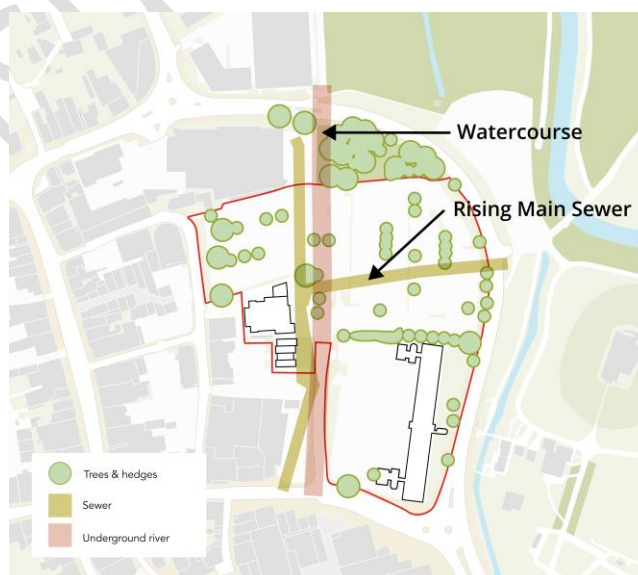 Watercourse
Rising Main Sewer
Trees & hedges
Sewer
Underground river